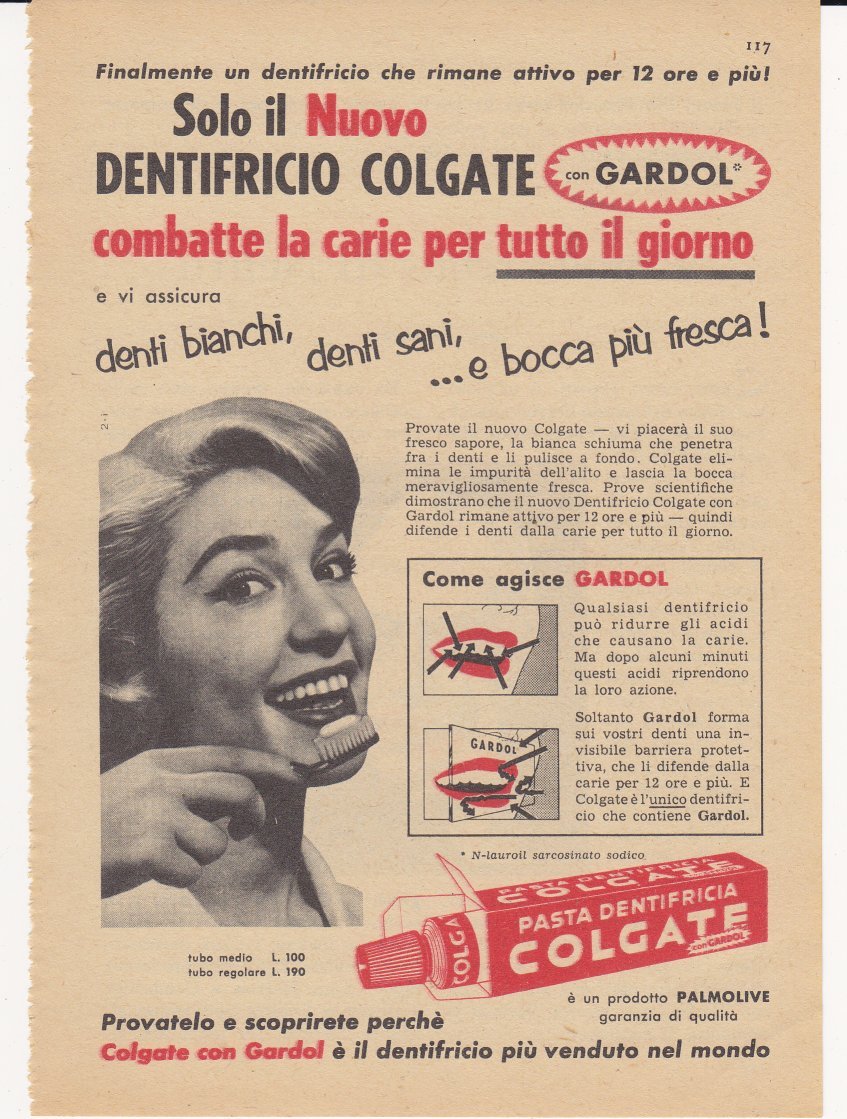 117
Finalmente un dentifricio che rimane attivo per 12 ore e più!
Solo il Nuovo
DENTIFRICIO COLGATE con GARDOL*
combatte la carie per tutto il giorno
e vi assicura
denti bianchi, denti sani,
...e bocca più fresca!
2-i
Provate il nuovo Colgate — vi piacerà il suo
fresco sapore, la bianca schiuma che penetra
fra i denti e li pulisce a fondo. Colgate eli-
mina le impurità dell'alito e lascia la bocca
meravigliosamente fresca. Prove scientifiche
dimostrano che il nuovo Dentifricio Colgate con
Gardol rimane attivo per 12 ore e più — quindi
difende i denti dalla carie per tutto il giorno.
Come agisce GARDOL
Qualsiasi dentifricio
può ridurre gli acidi
che causano la carie.
Ma dopo alcuni minuti
questi acidi riprendono
la loro azione.
GARDOL
Soltanto Gardol forma
sui vostri denti una in-
visibile barriera protet-
tiva, che li difende dalla
carie per 12 ore e più. E
Colgate è l'unico dentifri-
cio che contiene Gardol.
* N-lauroil sarcosinato sodico
PASTA DENTIFRICIA
COLGATE
PASTA DENTIFRICIA
COLGATE
con GARDOL
COLGA
tubo medio L. 100
tubo regolare L. 190
è un prodotto PALMOLIVE
garanzia di qualità
Provatelo e scoprirete perchè
Colgate con Gardol è il dentifricio più venduto nel mondo